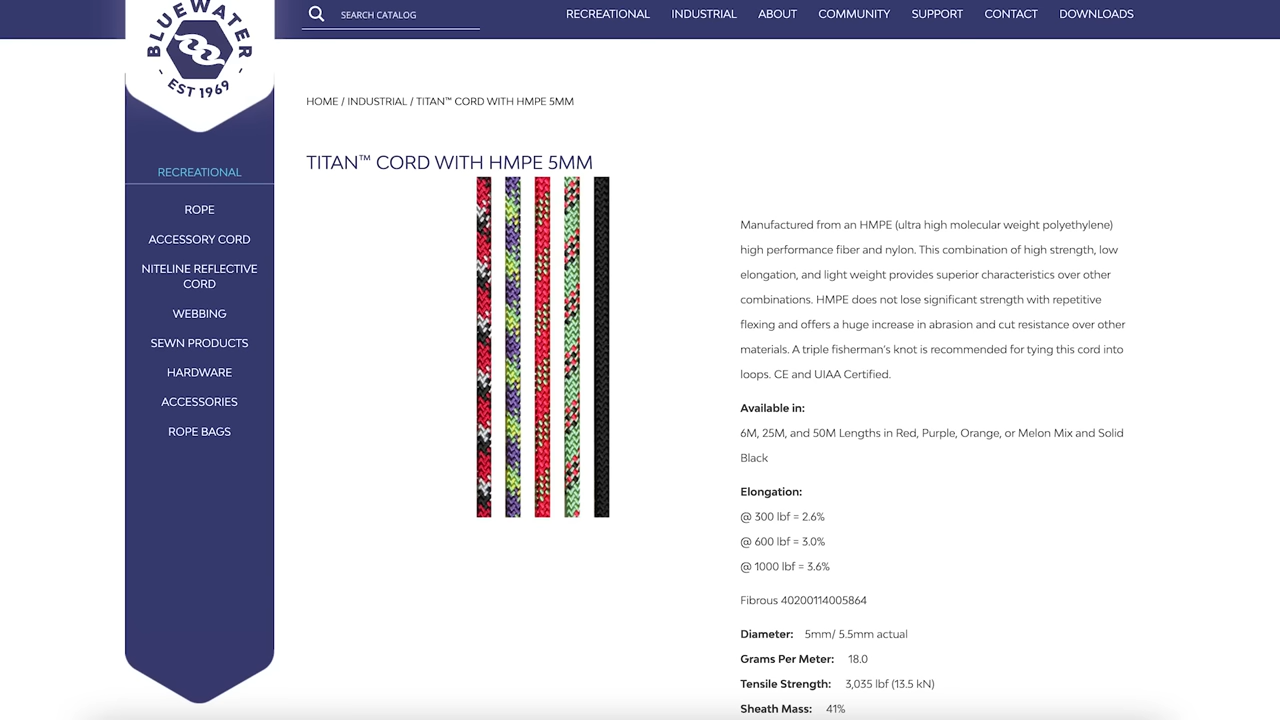 BLUEWATER
- EST 1969 -
SEARCH CATALOG
RECREATIONAL INDUSTRIAL ABOUT COMMUNITY SUPPORT CONTACT DOWNLOADS
RECREATIONAL
ROPE
ACCESSORY CORD
NITELINE REFLECTIVE
CORD
WEBBING
SEWN PRODUCTS
HARDWARE
ACCESSORIES
ROPE BAGS
HOME / INDUSTRIAL / TITAN™ CORD WITH HMPE 5MM
TITAN™ CORD WITH HMPE 5MM
Manufactured from an HMPE (ultra high molecular weight polyethylene)
high performance fiber and nylon. This combination of high strength, low
elongation, and light weight provides superior characteristics over other
combinations. HMPE does not lose significant strength with repetitive
flexing and offers a huge increase in abrasion and cut resistance over other
materials. A triple fisherman's knot is recommended for tying this cord into
loops. CE and UIAA Certified.
Available in:
6M, 25M, and 50M Lengths in Red, Purple, Orange, or Melon Mix and Solid
Black
Elongation:
@ 300 lbf = 2.6%
@ 600 lbf = 3.0%
@ 1000 lbf = 3.6%
Fibrous 40200114005864
Diameter: 5mm/ 5.5mm actual
Grams Per Meter: 18.0
Tensile Strength: 3,035 lbf (13.5 kN)
Sheath Mass: 41%